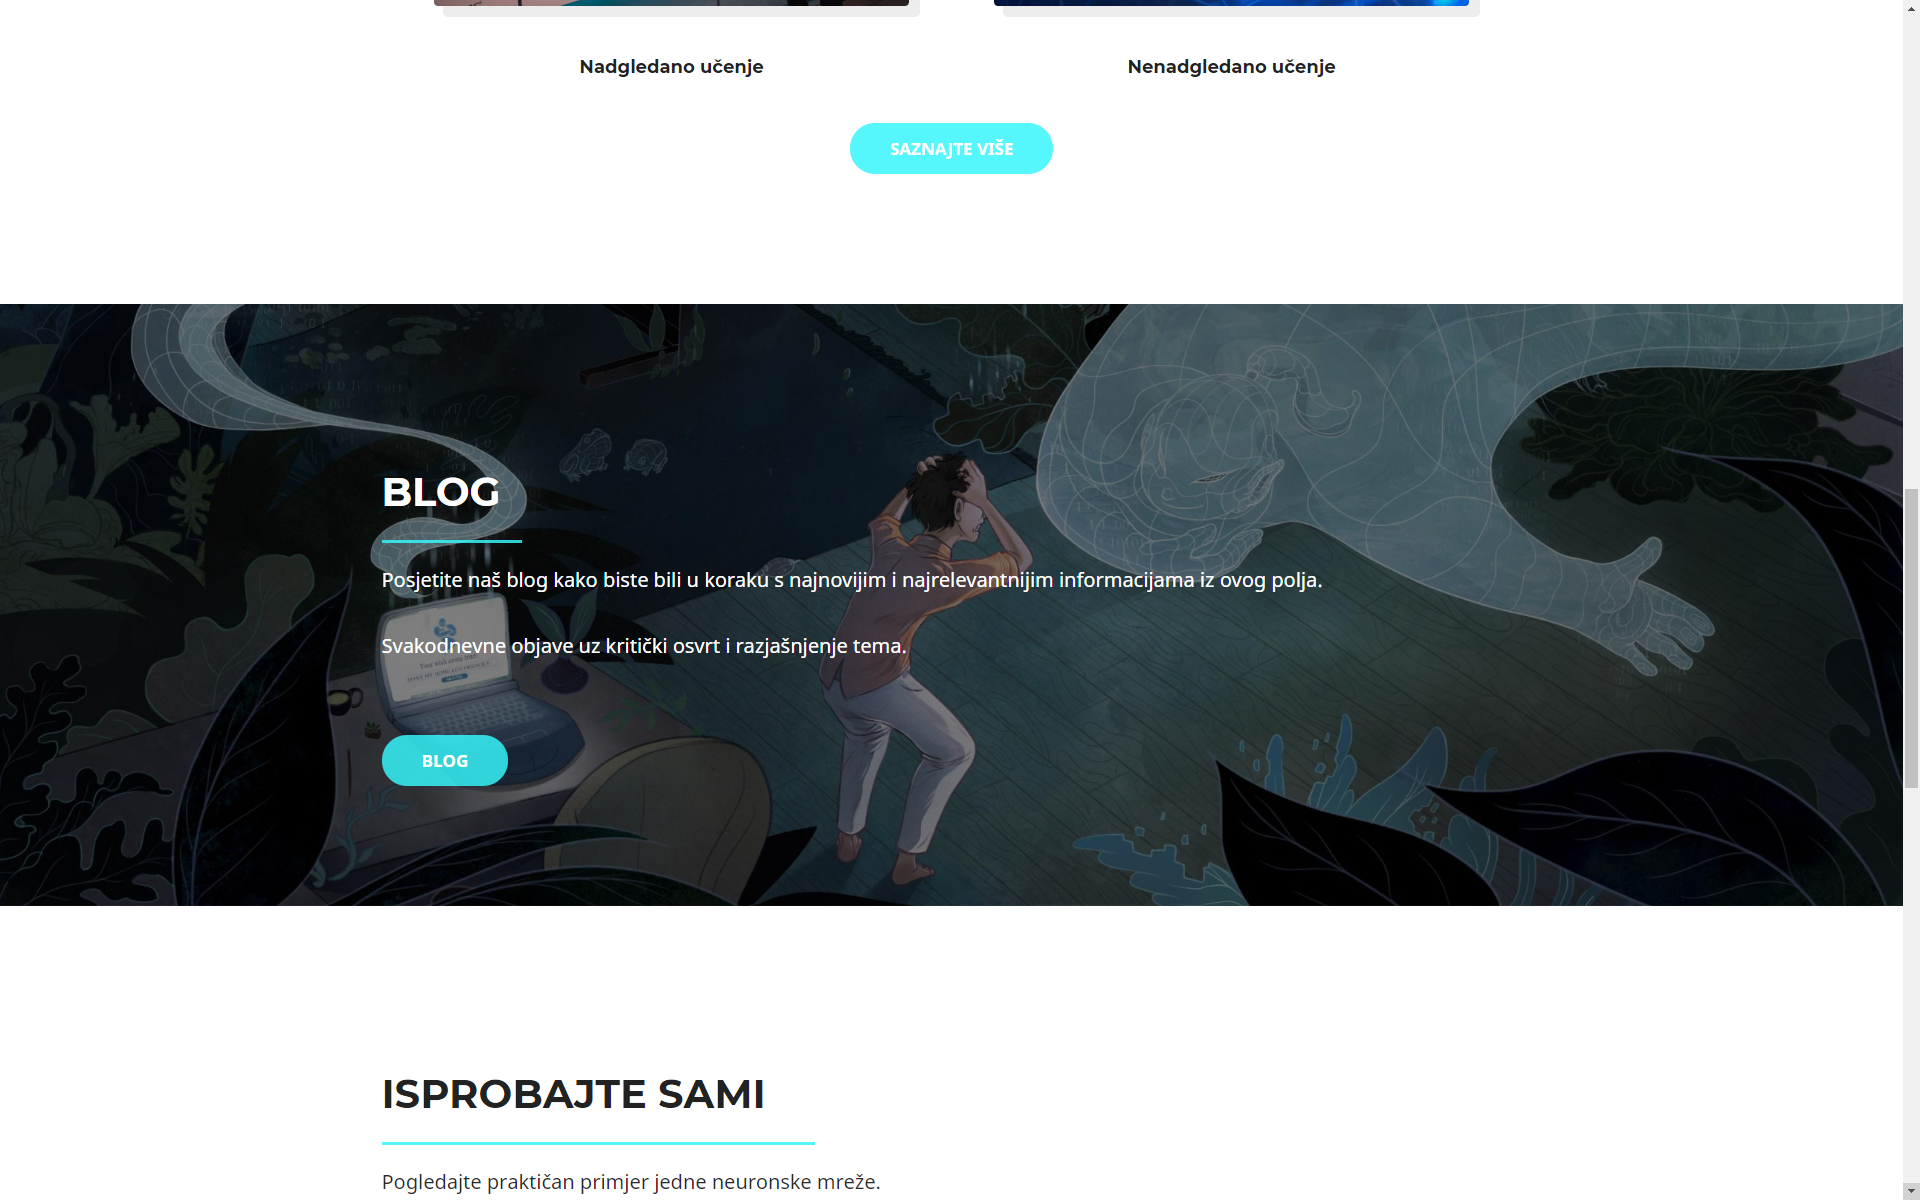 Nadgledano učenje
Nenadgledano učenje
SAZNAJTE VIŠE
BLOG
Posjetite naš blog kako biste bili u koraku s najnovijim i najrelevantnijim informacijama iz ovog polja.
Svakodnevne objave uz kritički osvrt i razjašnjenje tema.
BLOG
ISPROBAJTE SAMI
Pogledajte praktičan primjer jedne neuronske mreže.